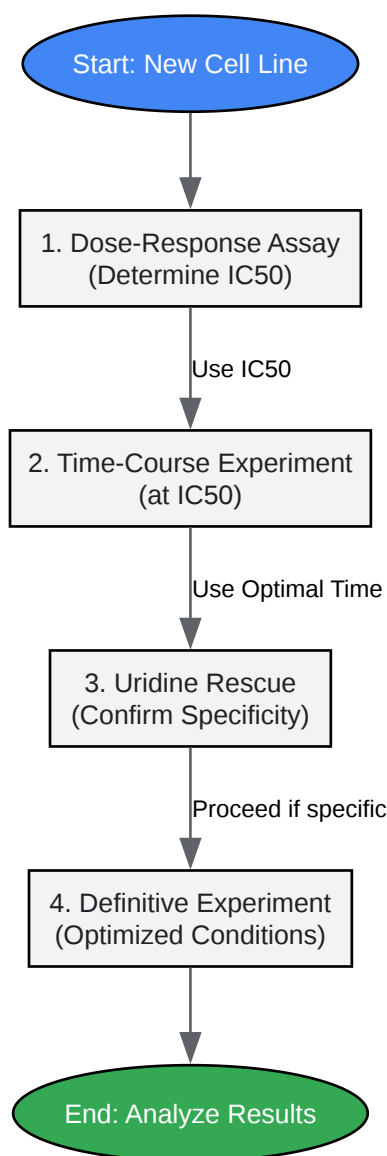 Start: New Cell Line
1. Dose-Response Assay
(Determine IC50)
Use IC50
2. Time-Course Experiment
(at IC50)
Use Optimal Time
3. Uridine Rescue
(Confirm Specificity)
Proceed if specific
4. Definitive Experiment
(Optimized Conditions)
End: Analyze Results